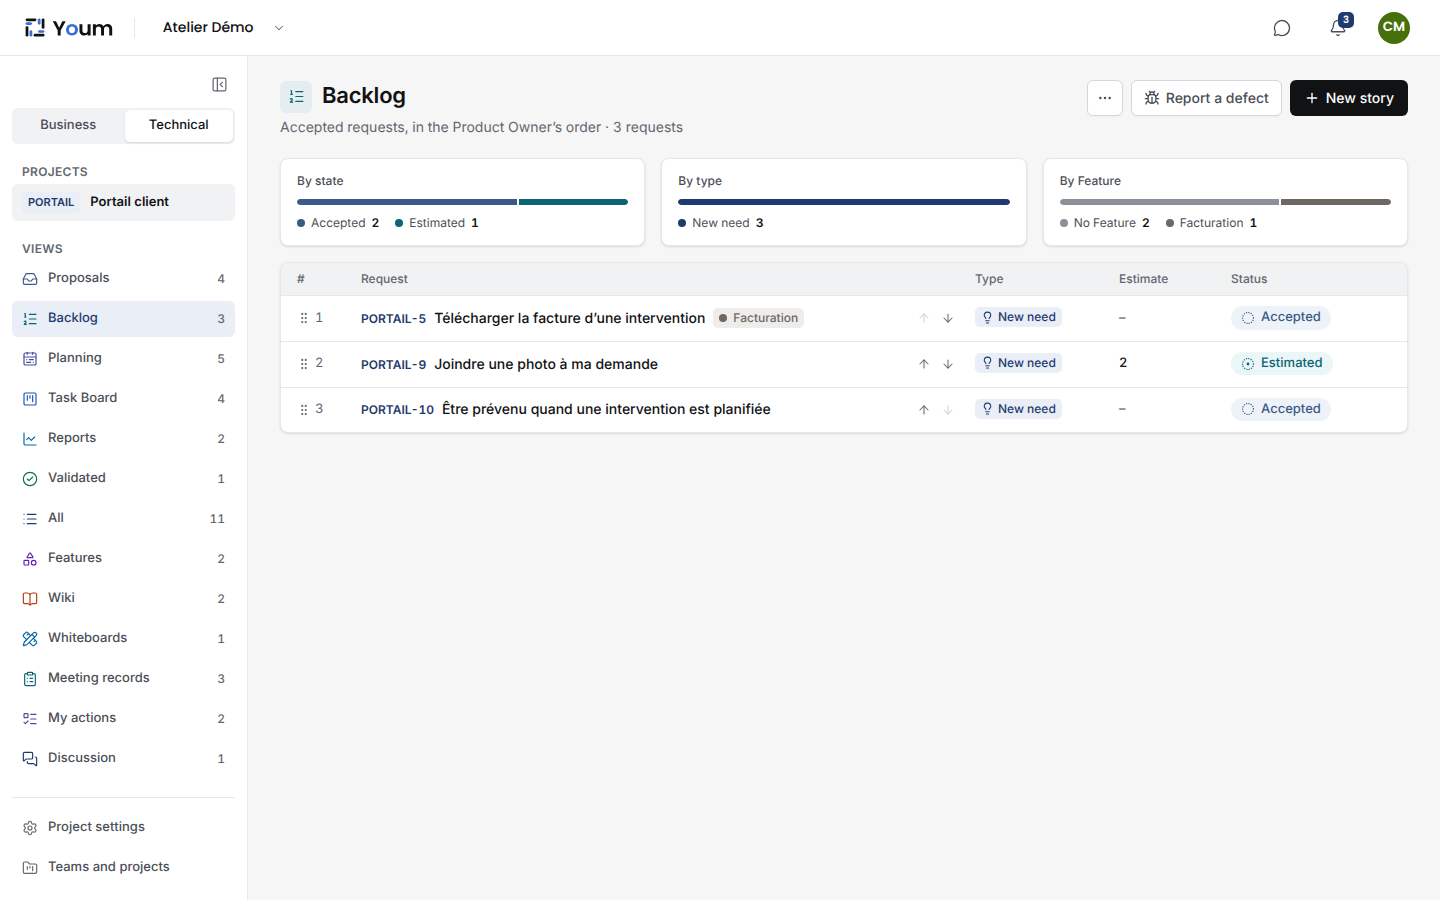 Youm
Atelier Démo
3
CM
Business
Technical
PROJECTS
PORTAIL Portail client
VIEWS
Proposals 4
Backlog 3
Planning 5
Task Board 4
Reports 2
Validated 1
All 11
Features 2
Wiki 2
Whiteboards 1
Meeting records 3
My actions 2
Discussion 1
Project settings
Teams and projects
Backlog
Accepted requests, in the Product Owner’s order · 3 requests
Report a defect
New story
By state
Accepted 2 Estimated 1
By type
New need 3
By Feature
No Feature 2 Facturation 1
# Request Type Estimate Status
1 PORTAIL-5 Télécharger la facture d’une intervention Facturation New need – Accepted
2 PORTAIL-9 Joindre une photo à ma demande New need 2 Estimated
3 PORTAIL-10 Être prévenu quand une intervention est planifiée New need – Accepted